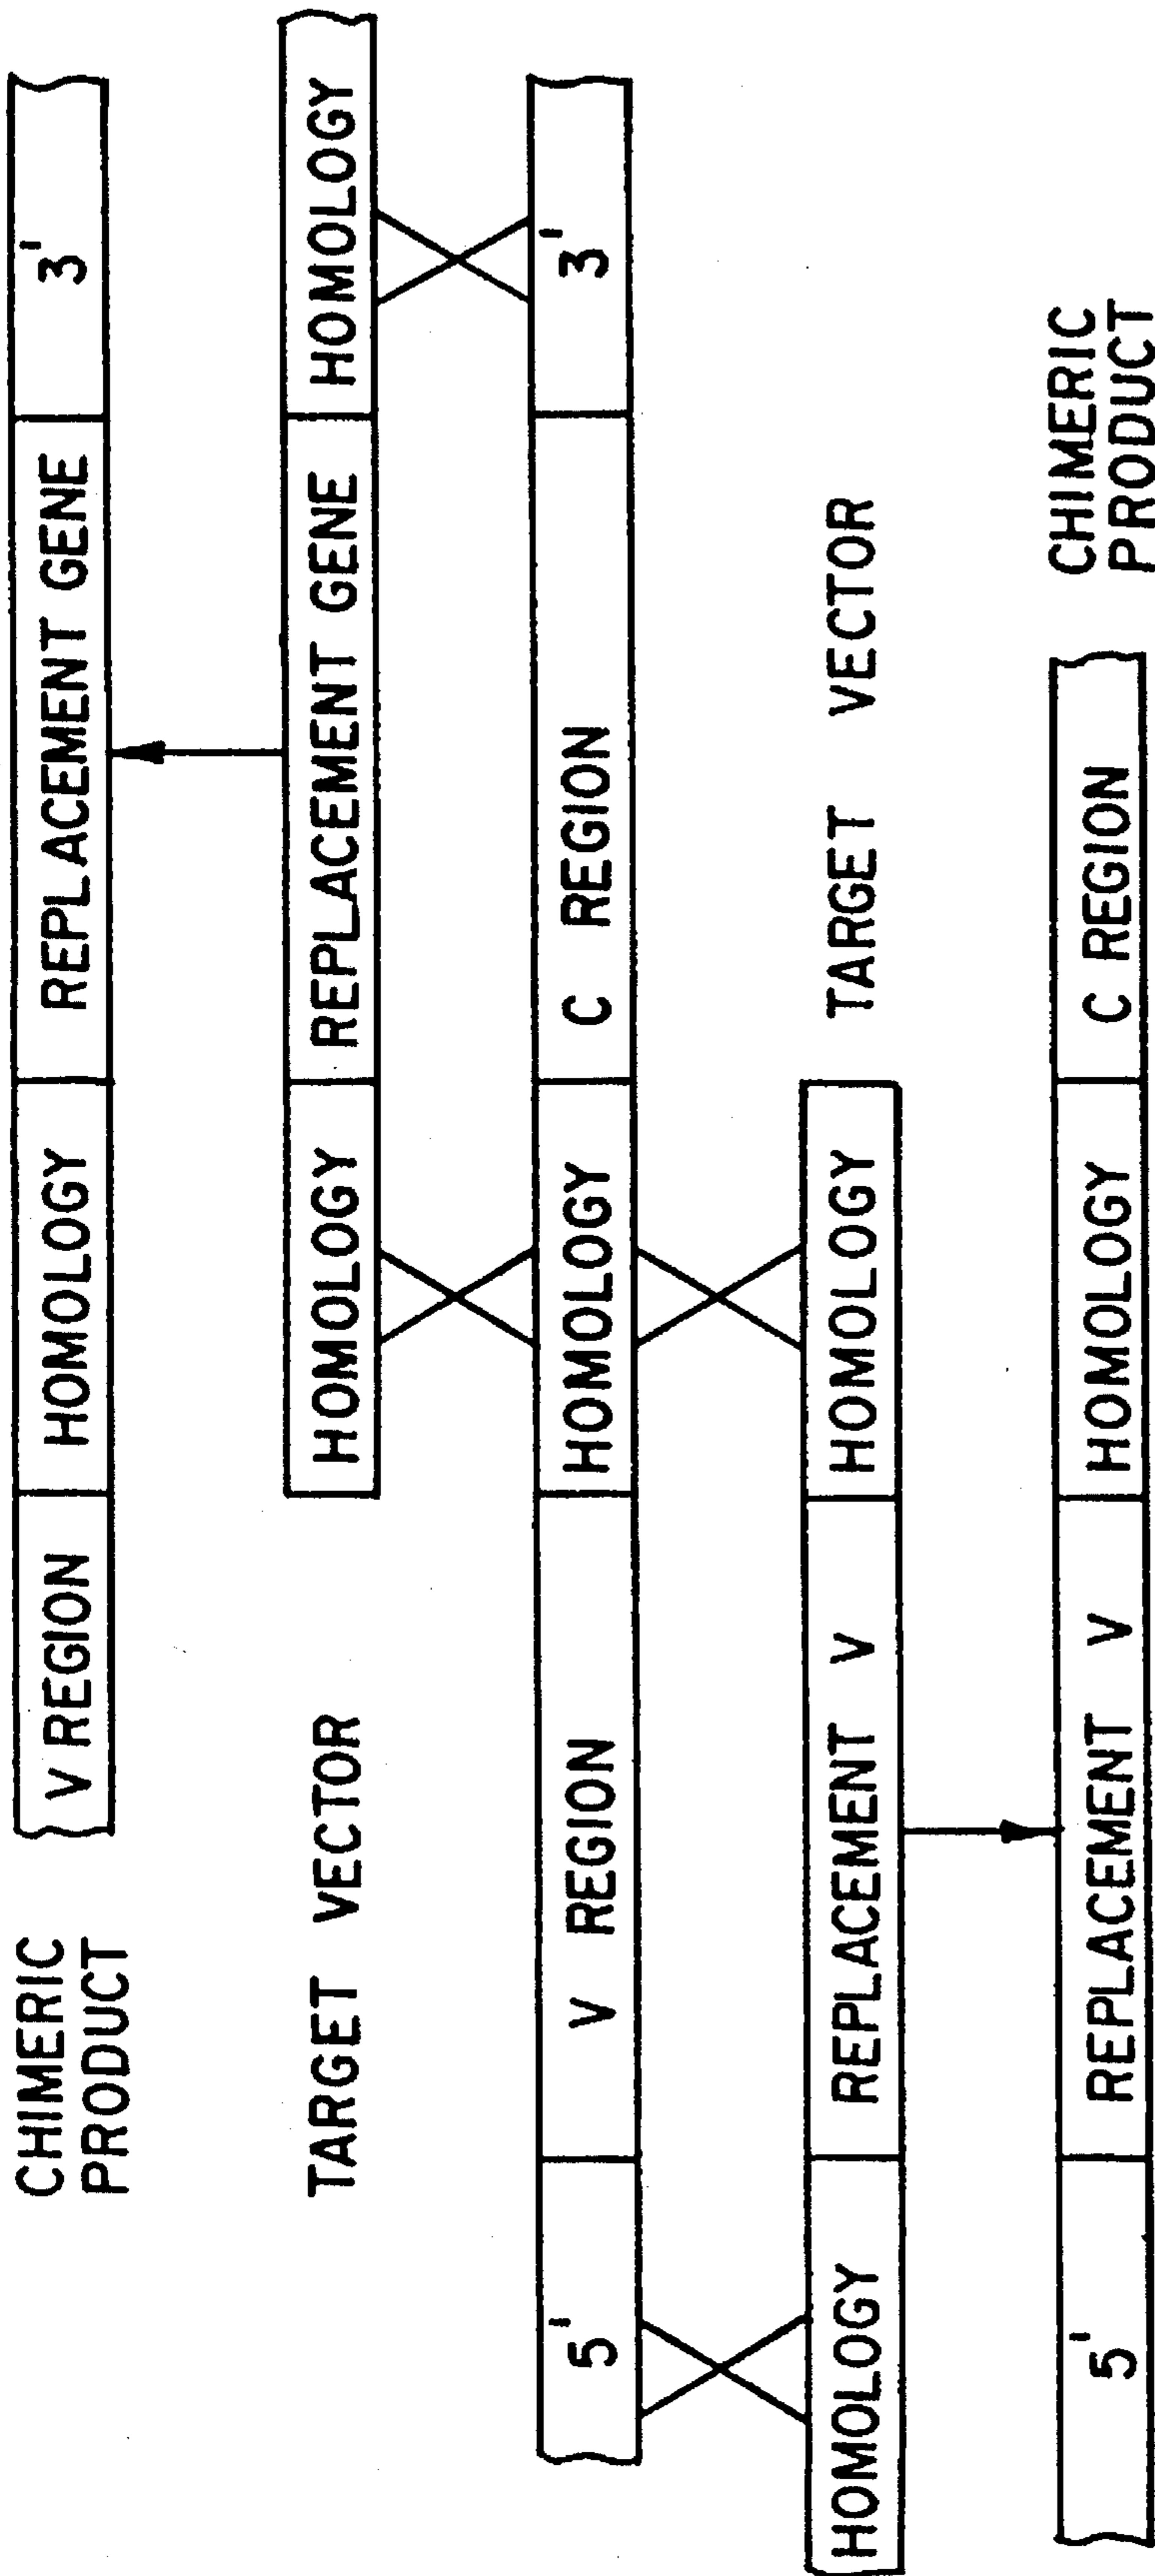 CHIMERIC
PRODUCT
V REGION HOMOLOGY REPLACEMENT GENE 3'
TARGET VECTOR HOMOLOGY REPLACEMENT GENE HOMOLOGY
5' V REGION HOMOLOGY C REGION 3'
HOMOLOGY REPLACEMENT V HOMOLOGY TARGET VECTOR
5' REPLACEMENT V HOMOLOGY C REGION
CHIMERIC
PRODUCT